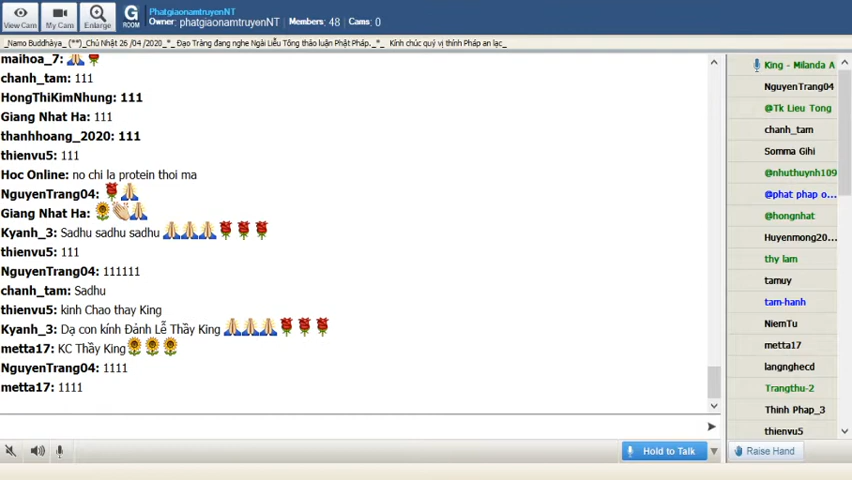 PhatgiaonamtruyenNT
Owner: phatgiaonamtruyenNT Members: 48 Cams: 0
View Cam My Cam Enlarge G ROOM
_Namo Buddhàya_ (**)_Chủ Nhật 26 /04 /2020_*_ Đạo Tràng đang nghe Ngài Liễu Tông thảo luận Phật Pháp._*_ Kính chúc quý vị thính Pháp an lạc_
maihoa_7:
chanh_tam: 111
HongThiKimNhung: 111
Giang Nhat Ha: 111
thanhhoang_2020: 111
thienvu5: 111
Hoc Online: no chi la protein thoi ma
NguyenTrang04:
Giang Nhat Ha:
Kyanh_3: Sadhu sadhu sadhu
thienvu5: 111
NguyenTrang04: 111111
chanh_tam: Sadhu
thienvu5: kinh Chao thay King
Kyanh_3: Dạ con kính Đánh Lễ Thầy King
metta17: KC Thầy King
NguyenTrang04: 1111
metta17: 1111
King - Milanda A
NguyenTrang04
@Tk Lieu Tong
chanh_tam
Somma Gihi
@nhuthuynh109
@phat phap o...
@hongnhat
Huyenmong20...
thy lam
tamuy
tam-hanh
NiemTu
metta17
langnghecd
Trangthu-2
Thinh Phap_3
thienvu5
Hold to Talk
Raise Hand